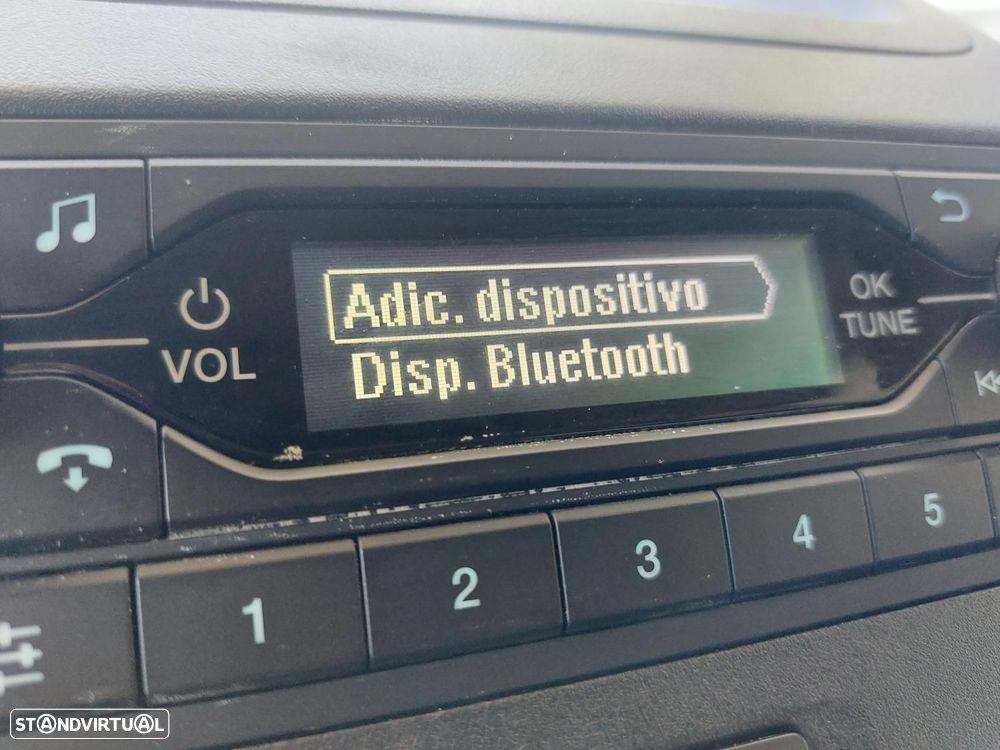 Adic. dispositivo
Disp. Bluetooth
VOL
OK
TUNE
1
2
3
4
5
STANDVIRTUAL